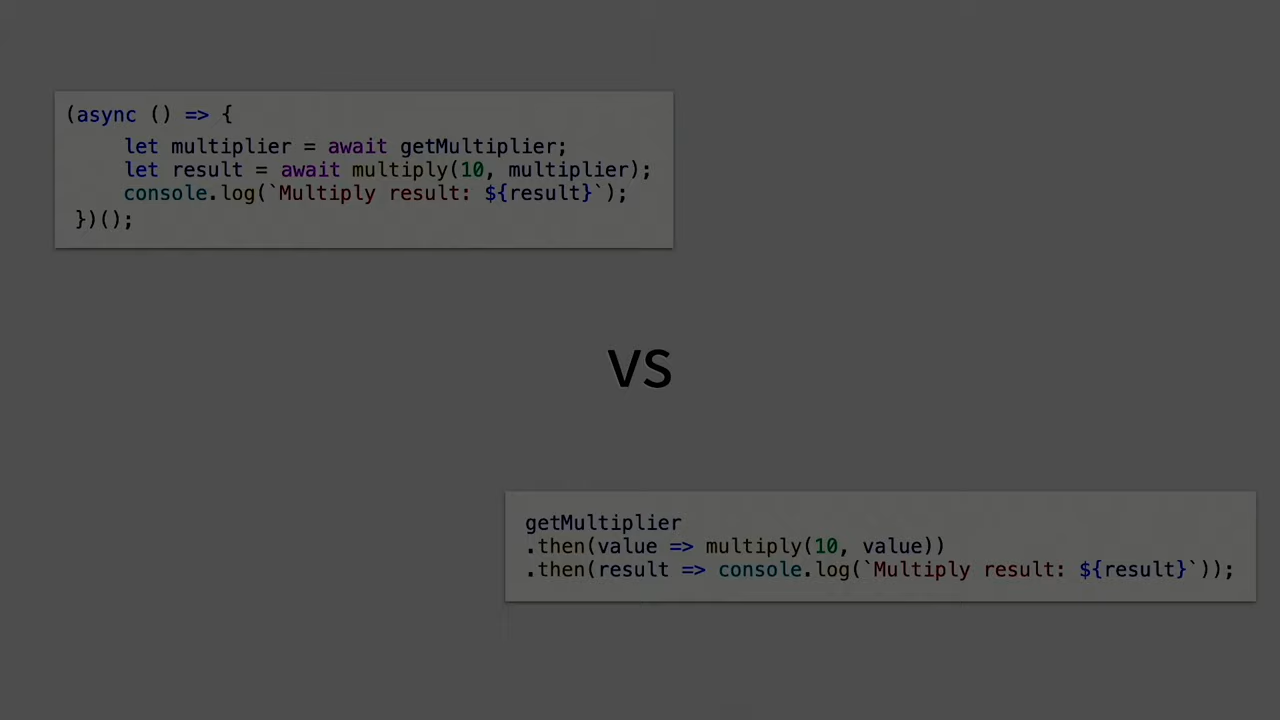 (async () => {
let multiplier = await getMultiplier;
let result = await multiply(10, multiplier);
console.log(`Multiply result: ${result}`);
})();
vs
getMultiplier
.then(value => multiply(10, value))
.then(result => console.log(`Multiply result: ${result}`));